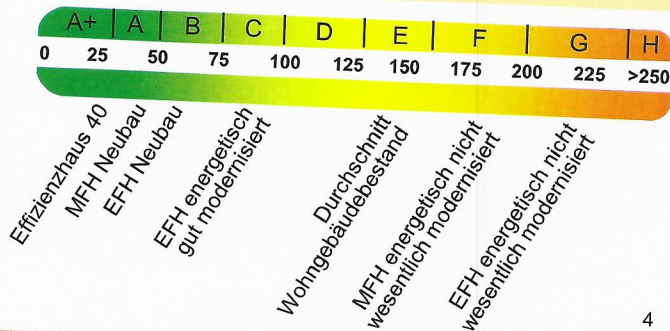 A+ A B C D E F G H
0 25 50 75 100 125 150 175 200 225 >250
Effizienzhaus 40
MFH Neubau
EFH Neubau
EFH energetisch
gut modernisiert
Durchschnitt
Wohngebäudebestand
MFH energetisch nicht
wesentlich modernisiert
EFH energetisch nicht
wesentlich modernisiert
4